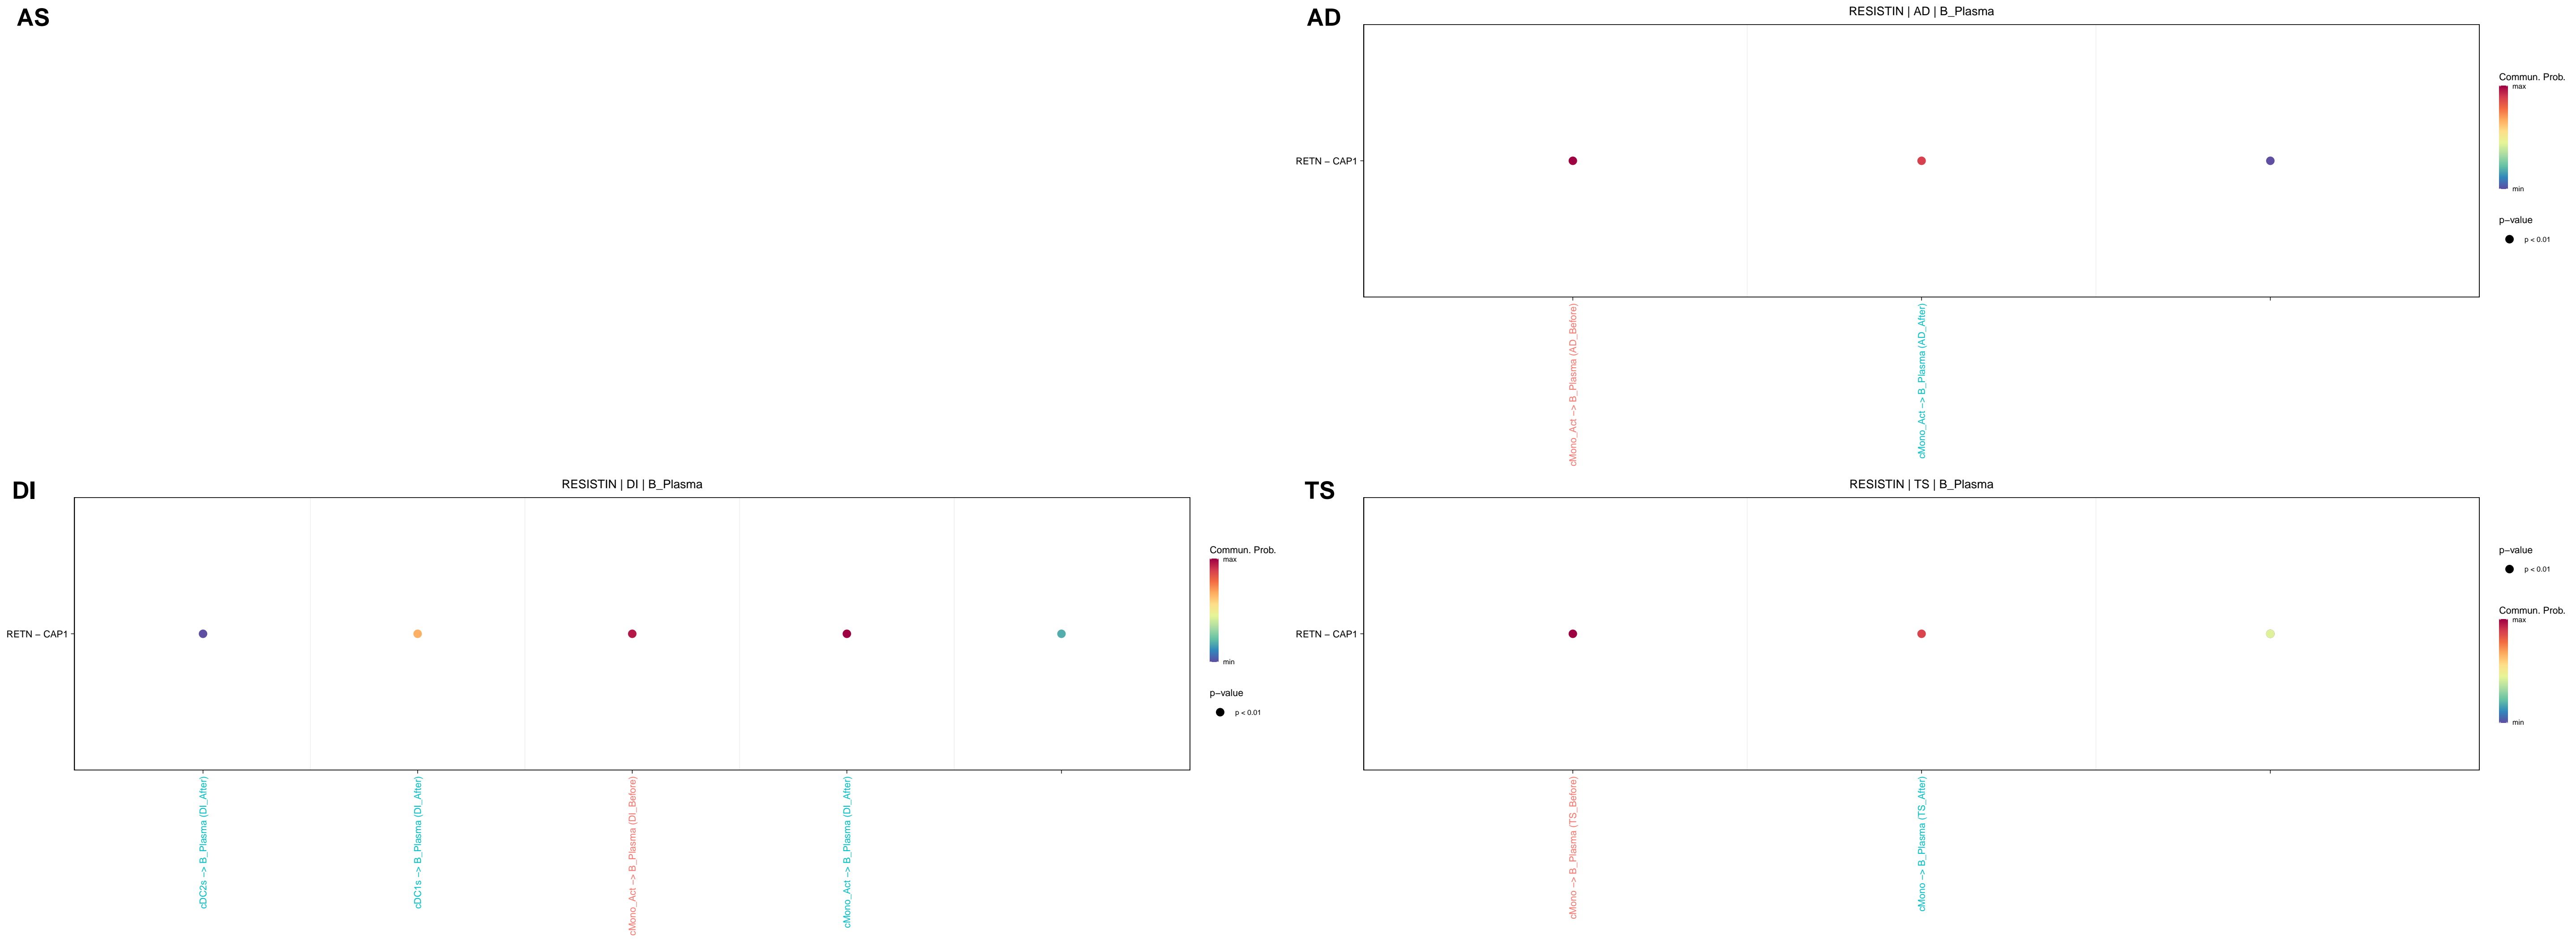 AS
AD
RESISTIN | AD | B_Plasma
RETN − CAP1
cMono_Act −> B_Plasma (AD_Before)
cMono_Act −> B_Plasma (AD_After)
Commun. Prob.
max
min
p−value
p < 0.01
DI
RESISTIN | DI | B_Plasma
RETN − CAP1
cDC2s −> B_Plasma (DI_After)
cDC1s −> B_Plasma (DI_After)
cMono_Act −> B_Plasma (DI_Before)
cMono_Act −> B_Plasma (DI_After)
Commun. Prob.
max
min
p−value
p < 0.01
TS
RESISTIN | TS | B_Plasma
RETN − CAP1
cMono −> B_Plasma (TS_Before)
cMono −> B_Plasma (TS_After)
p−value
p < 0.01
Commun. Prob.
max
min